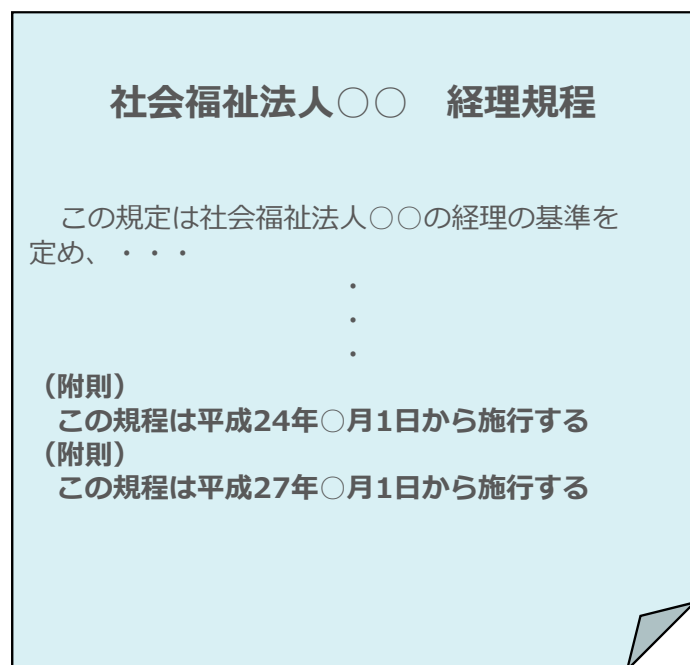 社会福祉法人○○　経理規程
　この規定は社会福祉法人○○の経理の基準を
定め、・・・
・
・
・
（附則）
　この規程は平成24年○月1日から施行する
（附則）
　この規程は平成27年○月1日から施行する